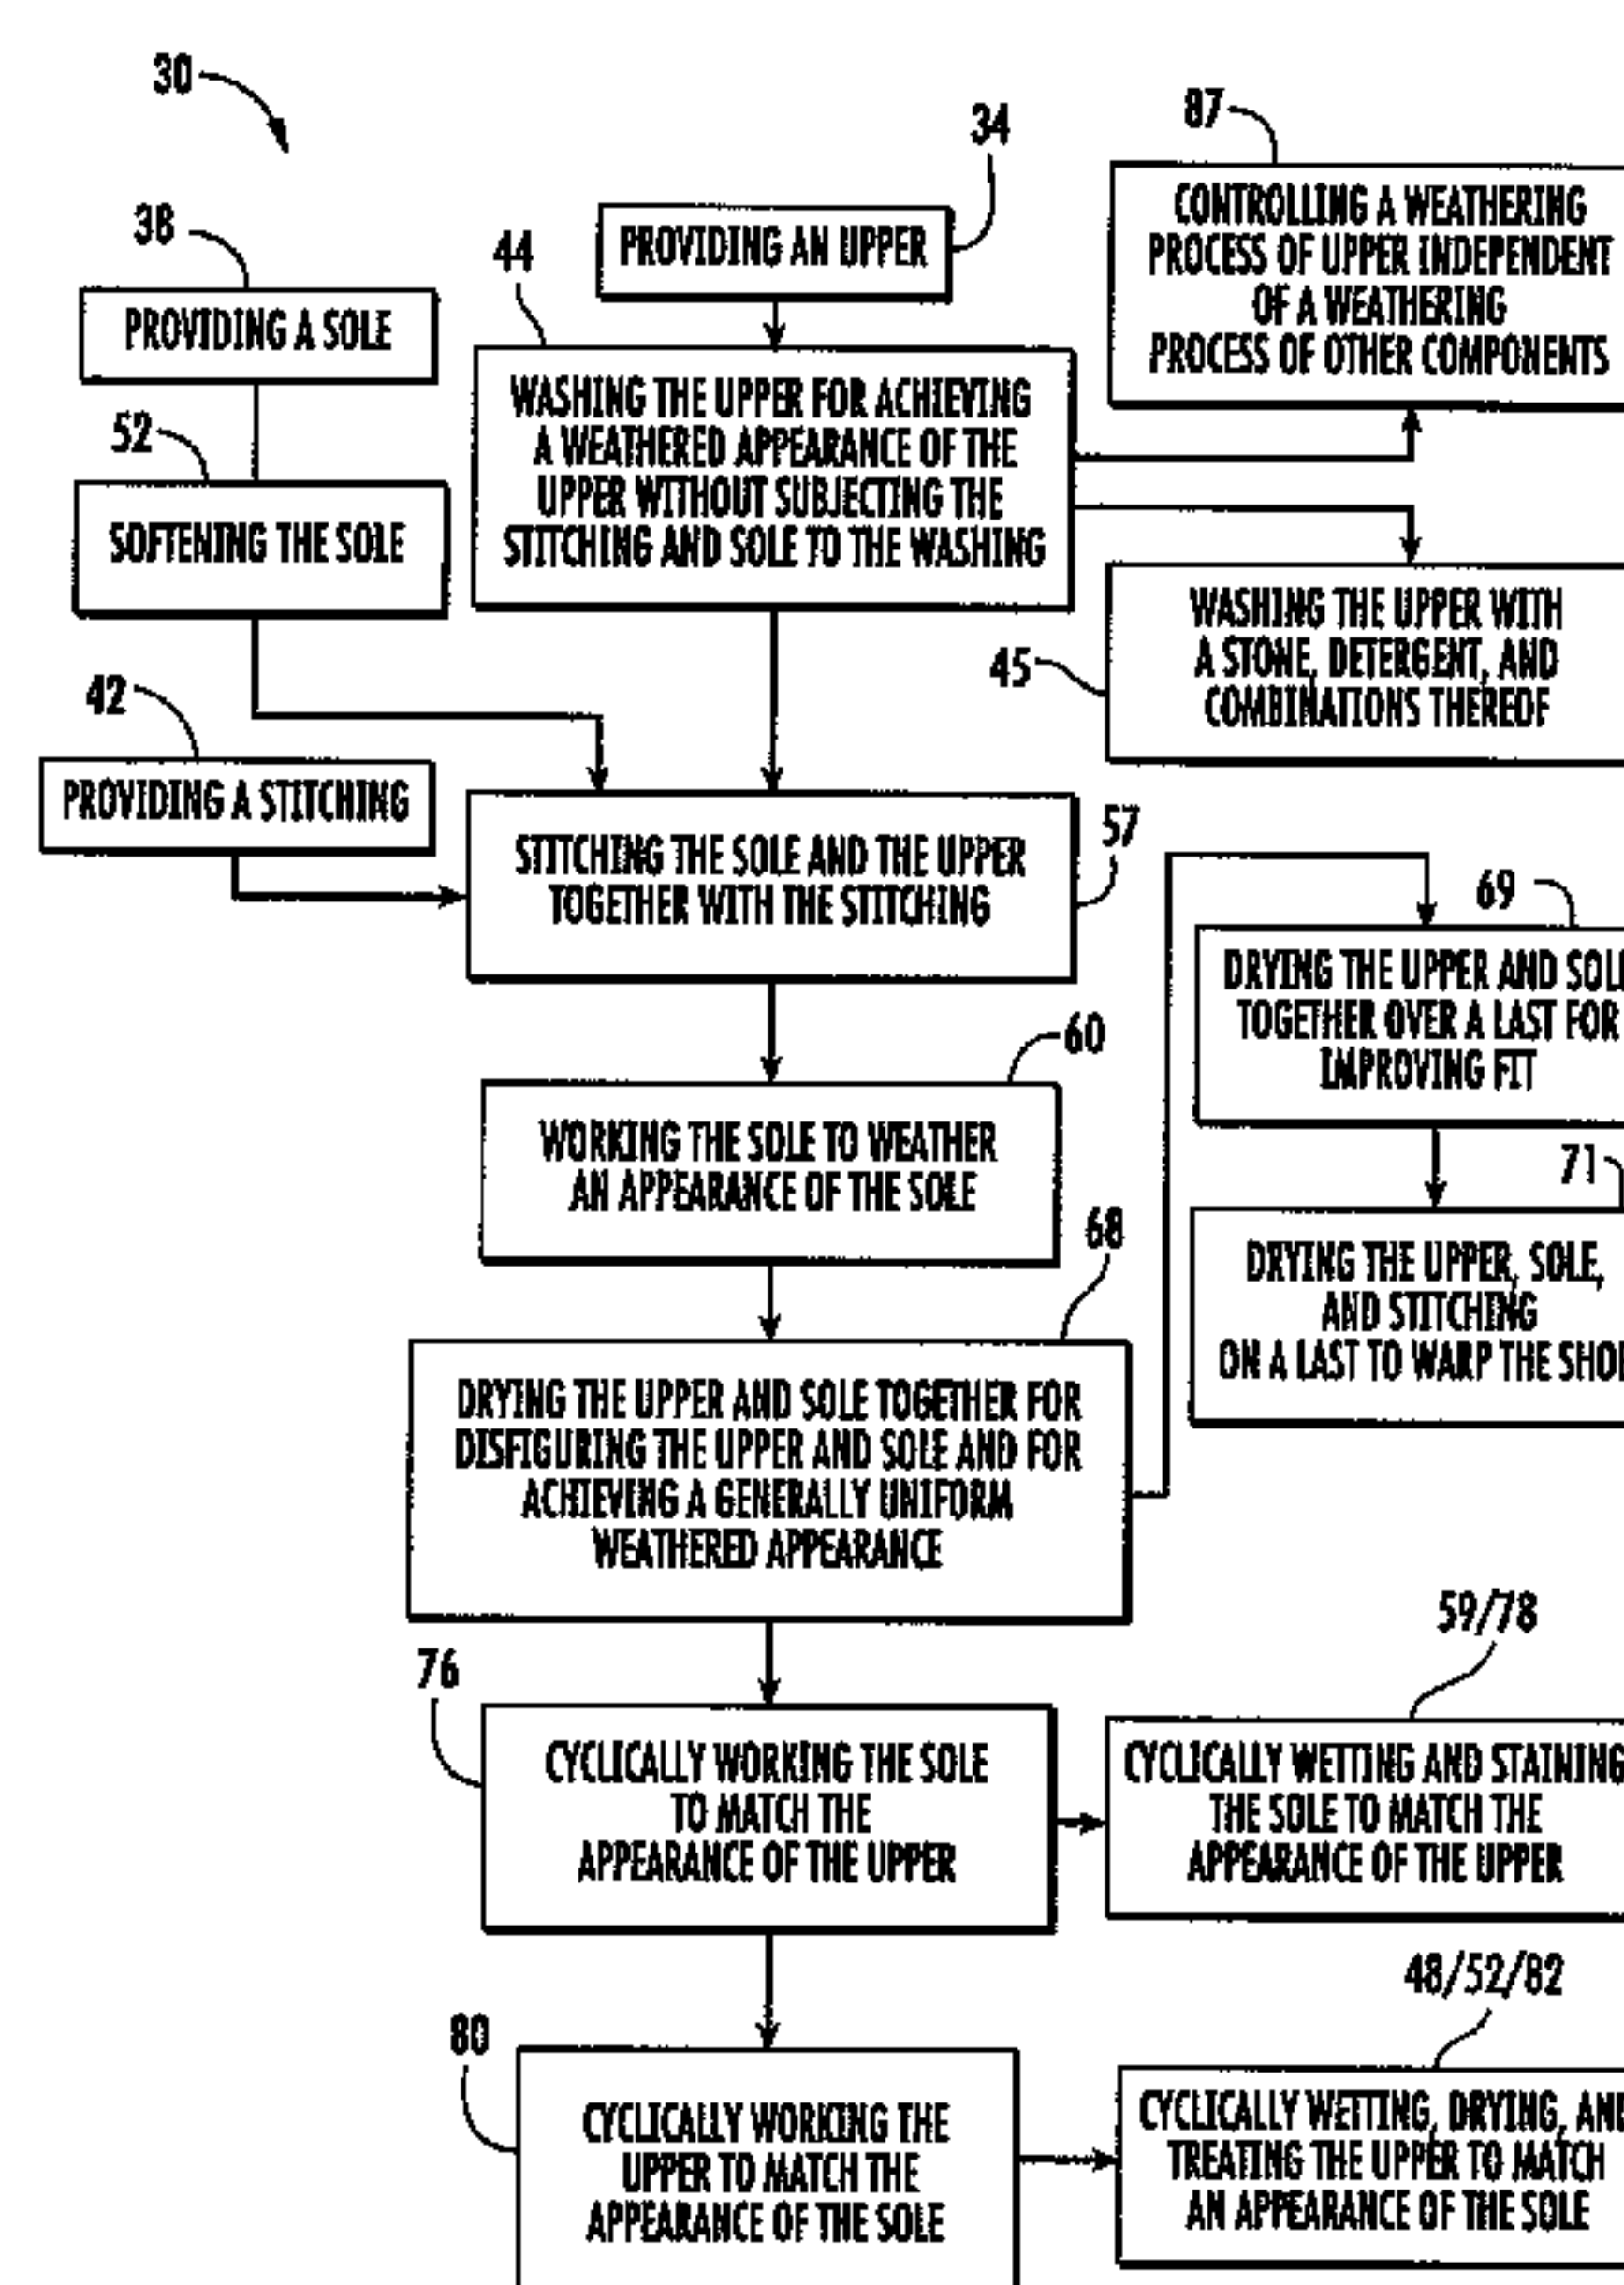 30
34
87
38
44
PROVIDING AN UPPER
CONTROLLING A WEATHERING
PROCESS OF UPPER INDEPENDENT
OF A WEATHERING
PROCESS OF OTHER COMPONENTS
PROVIDING A SOLE
52
WASHING THE UPPER FOR ACHIEVING
A WEATHERED APPEARANCE OF THE
UPPER WITHOUT SUBJECTING THE
STITCHING AND SOLE TO THE WASHING
SOFTENING THE SOLE
45
WASHING THE UPPER WITH
A STONE, DETERGENT, AND
COMBINATIONS THEREOF
42
PROVIDING A STITCHING
57
STITCHING THE SOLE AND THE UPPER
TOGETHER WITH THE STITCHING
69
DRYING THE UPPER AND SOLE
TOGETHER OVER A LAST FOR
IMPROVING FIT
60
WORKING THE SOLE TO WEATHER
AN APPEARANCE OF THE SOLE
71
DRYING THE UPPER, SOLE,
AND STITCHING
ON A LAST TO WARP THE SHOE
68
DRYING THE UPPER AND SOLE TOGETHER FOR
DISFIGURING THE UPPER AND SOLE AND FOR
ACHIEVING A GENERALLY UNIFORM
WEATHERED APPEARANCE
59/78
76
CYCLICALLY WORKING THE SOLE
TO MATCH THE
APPEARANCE OF THE UPPER
CYCLICALLY WETTING AND STAINING
THE SOLE TO MATCH THE
APPEARANCE OF THE UPPER
48/52/82
80
CYCLICALLY WORKING THE
UPPER TO MATCH THE
APPEARANCE OF THE SOLE
CYCLICALLY WETTING, DRYING, AND
TREATING THE UPPER TO MATCH
AN APPEARANCE OF THE SOLE